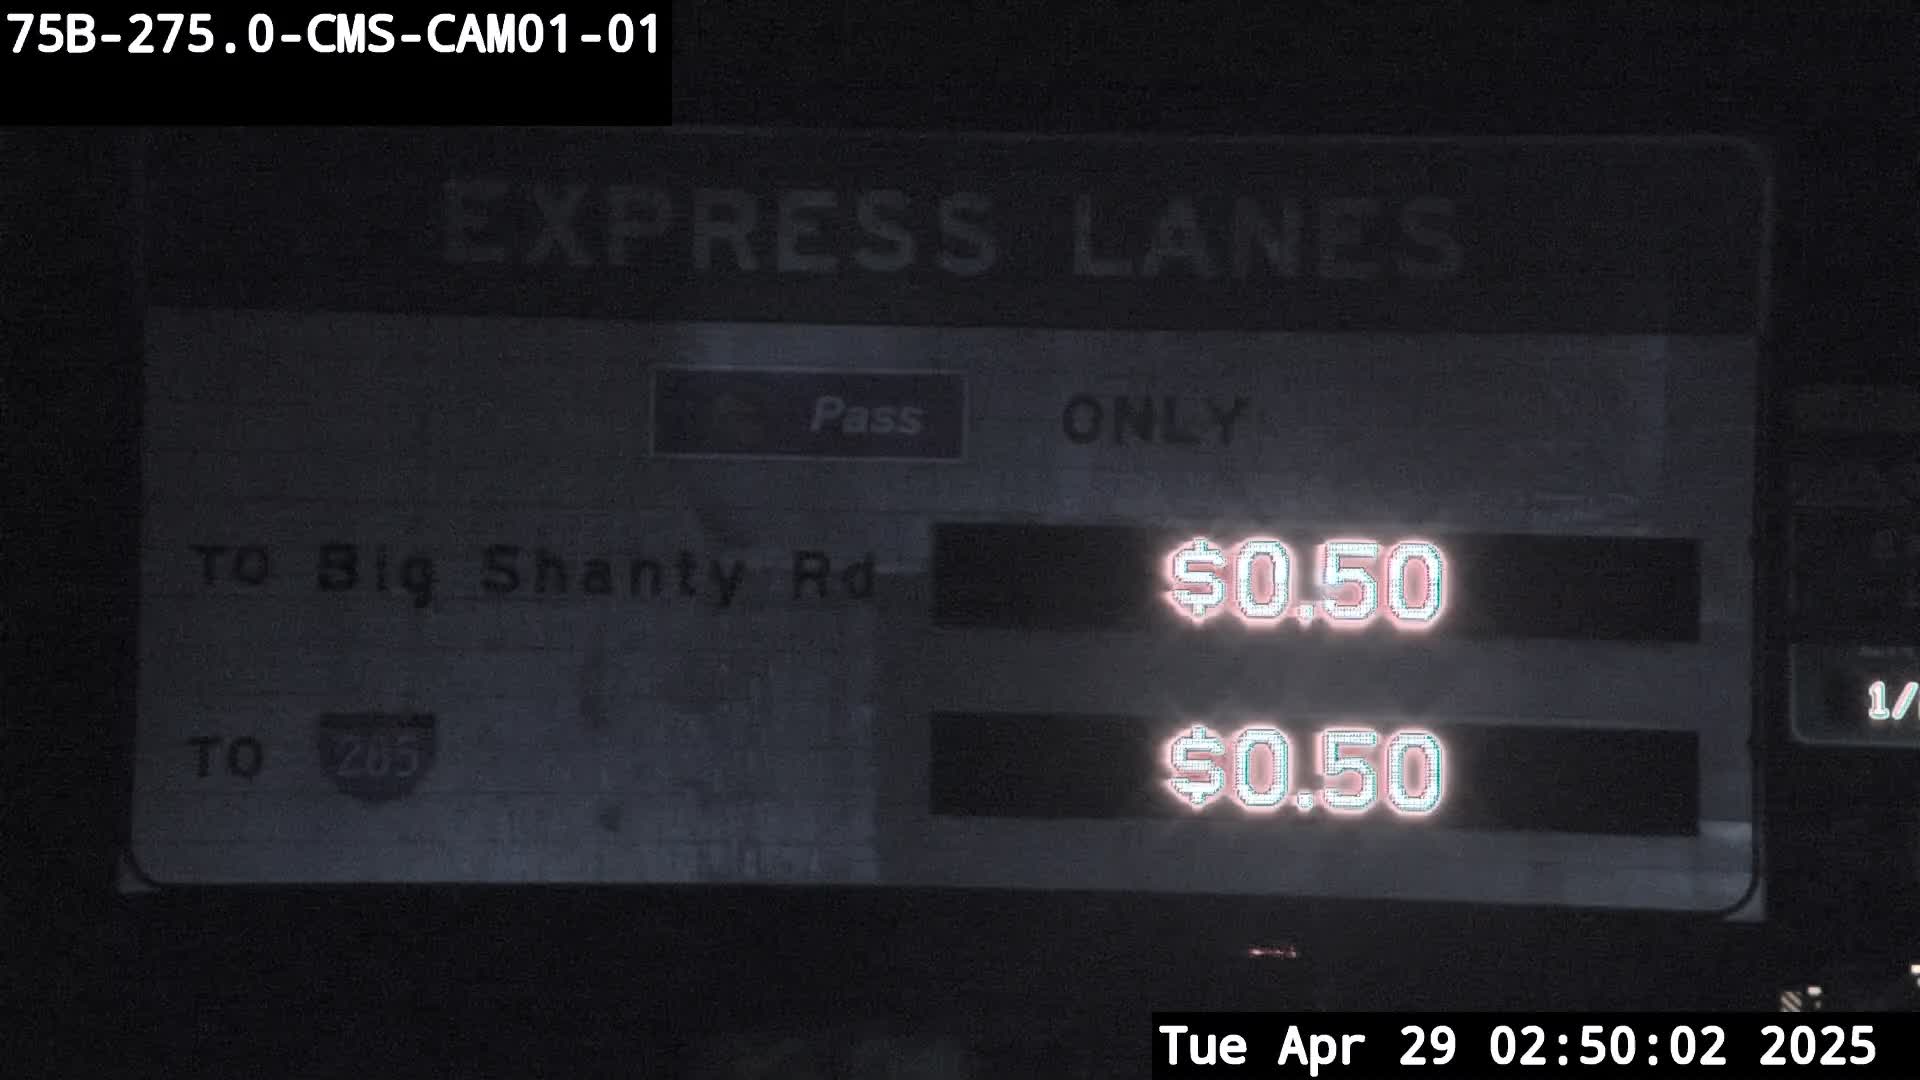 75B-275.0-CMS-CAM01-01
EXPRESS LANES
Pass ONLY
TO Big Shanty Rd $0.50
TO 285 $0.50
1/
Tue Apr 29 02:50:02 2025